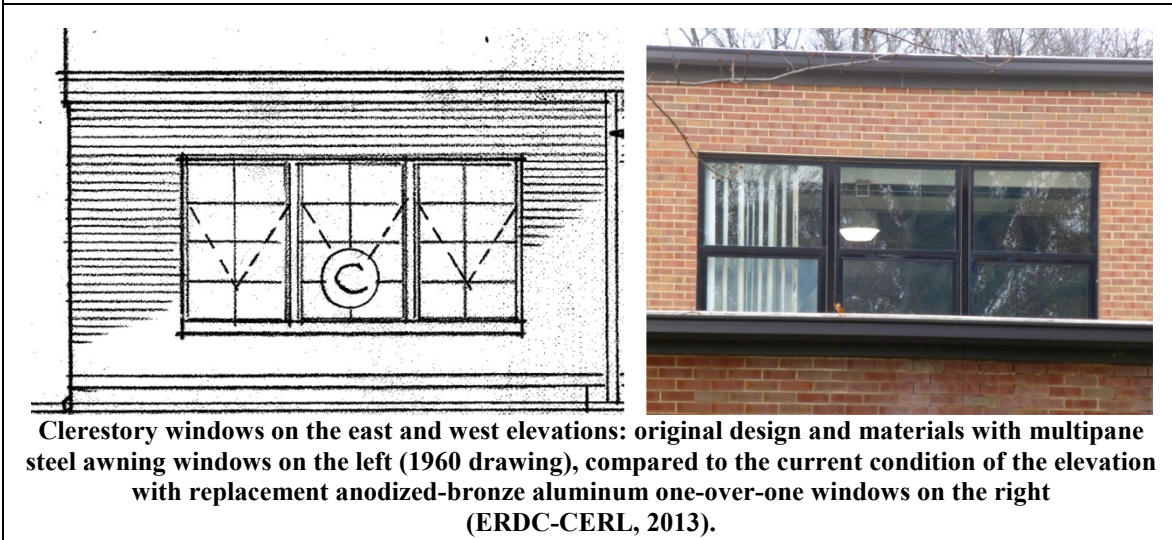 C
Clerestory windows on the east and west elevations: original design and materials with multipane
steel awning windows on the left (1960 drawing), compared to the current condition of the elevation
with replacement anodized-bronze aluminum one-over-one windows on the right
(ERDC-CERL, 2013).